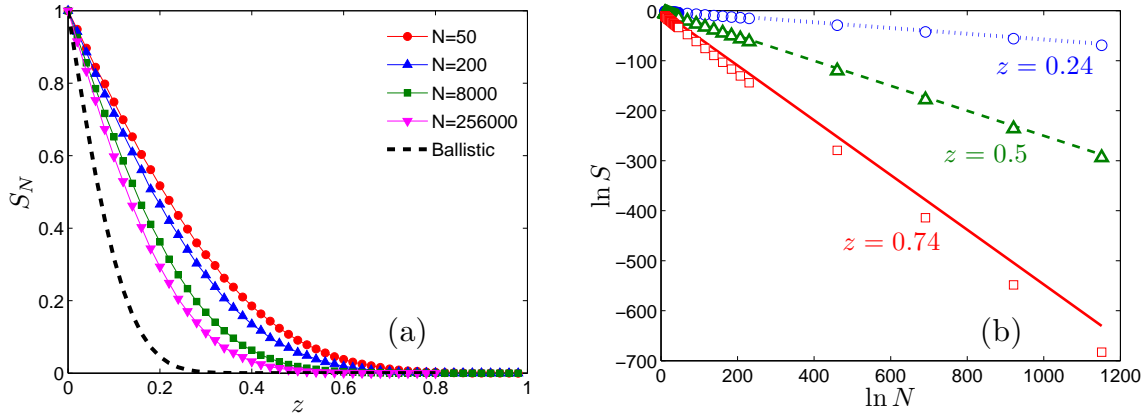 1
0.8
0.6
0.4
0.2
0
S_N
0 0.2 0.4 0.6 0.8 1
z
N=50
N=200
N=8000
N=256000
Ballistic
(a)
0
−100
−200
−300
−400
−500
−600
−700
ln S
0 200 400 600 800 1000 1200
ln N
z = 0.24
z = 0.5
z = 0.74
(b)